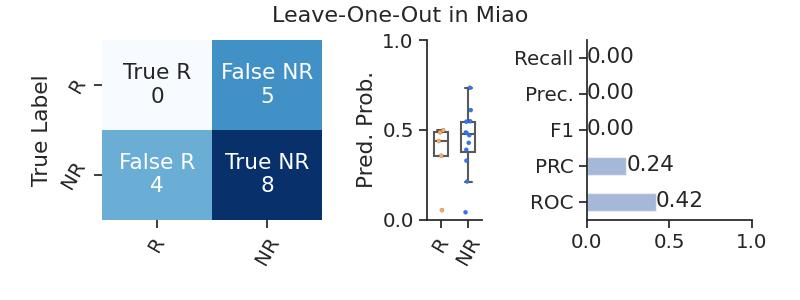 Leave-One-Out in Miao
True Label
R
NR
True R
0
False NR
5
False R
4
True NR
8
R
NR
Pred. Prob.
1.0
0.5
0.0
R
NR
Recall
0.00
Prec.
0.00
F1
0.00
PRC
0.24
ROC
0.42
0.0
0.5
1.0